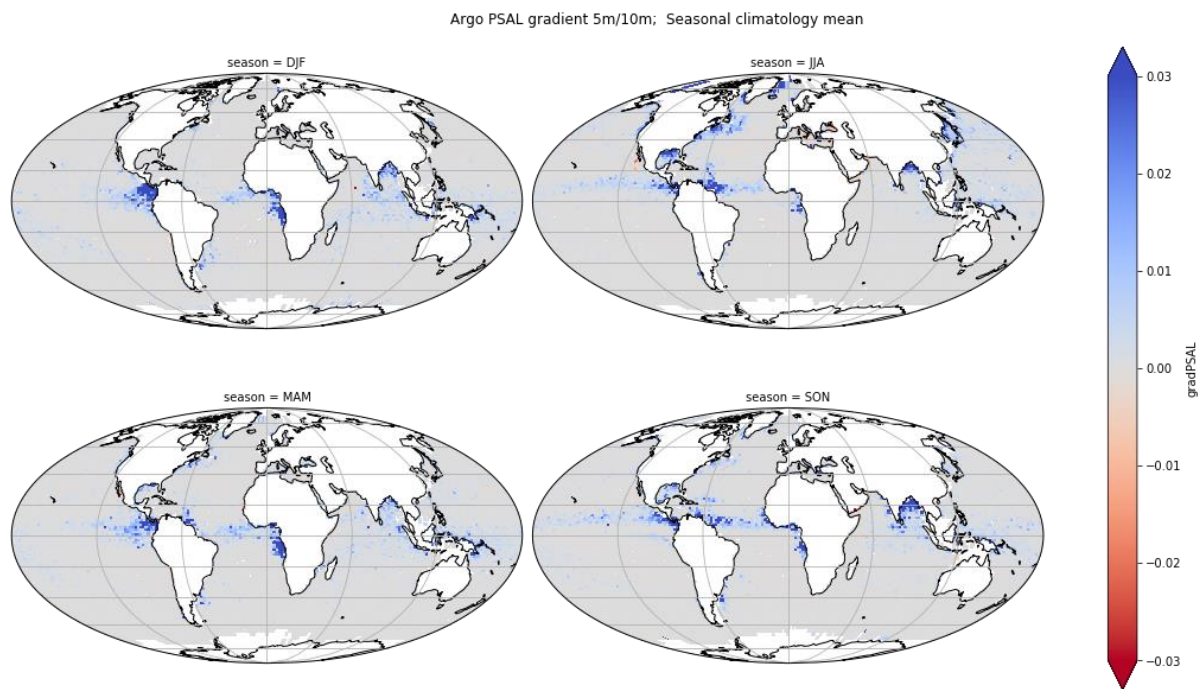 Argo PSAL gradient 5m/10m;  Seasonal climatology mean
season = DJF
season = JJA
season = MAM
season = SON
0.03
0.02
0.01
0.00
−0.01
−0.02
−0.03
gradPSAL